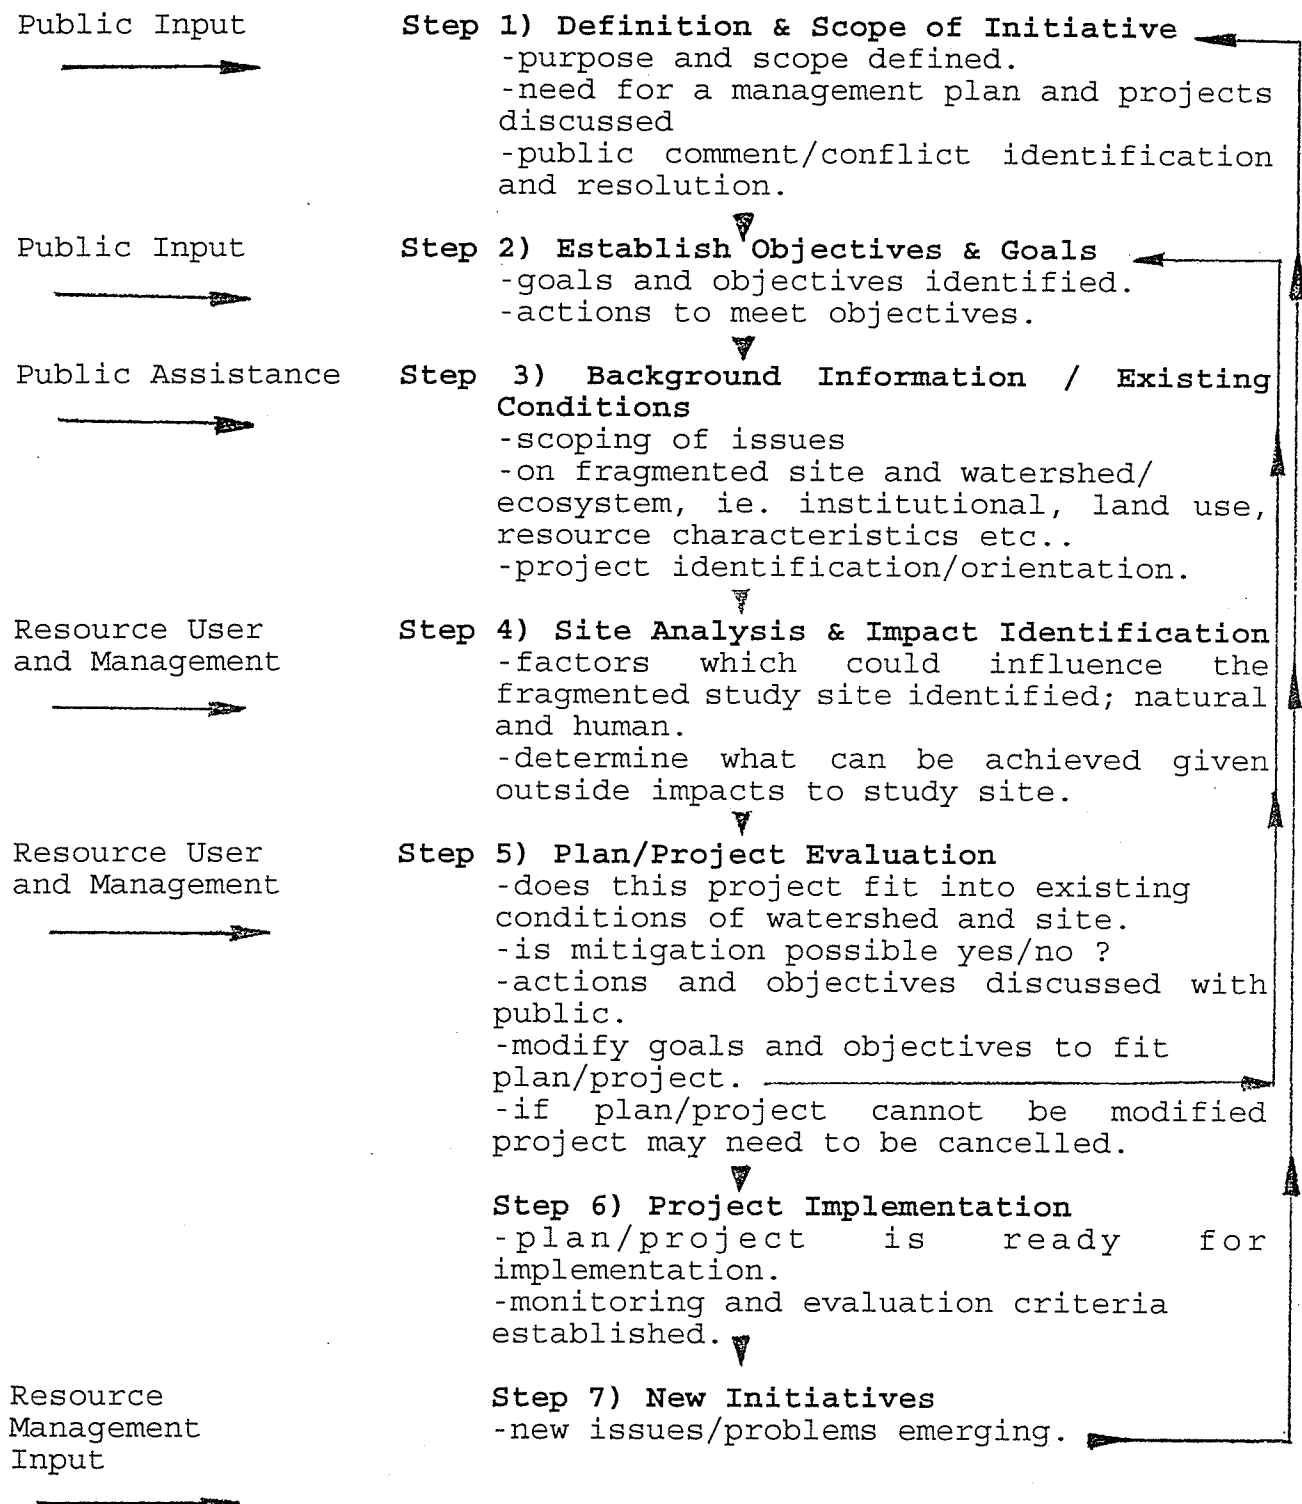 Public Input
Step 1) Definition & Scope of Initiative
-purpose and scope defined.
-need for a management plan and projects
discussed
-public comment/conflict identification
and resolution.
Public Input
Step 2) Establish Objectives & Goals
-goals and objectives identified.
-actions to meet objectives.
Public Assistance
Step 3) Background Information / Existing
Conditions
-scoping of issues
-on fragmented site and watershed/
ecosystem, ie. institutional, land use,
resource characteristics etc..
-project identification/orientation.
Resource User
and Management
Step 4) Site Analysis & Impact Identification
-factors which could influence the
fragmented study site identified; natural
and human.
-determine what can be achieved given
outside impacts to study site.
Resource User
and Management
Step 5) Plan/Project Evaluation
-does this project fit into existing
conditions of watershed and site.
-is mitigation possible yes/no ?
-actions and objectives discussed with
public.
-modify goals and objectives to fit
plan/project.
-if plan/project cannot be modified
project may need to be cancelled.
Step 6) Project Implementation
-plan/project is ready for
implementation.
-monitoring and evaluation criteria
established.
Resource
Management
Input
Step 7) New Initiatives
-new issues/problems emerging.